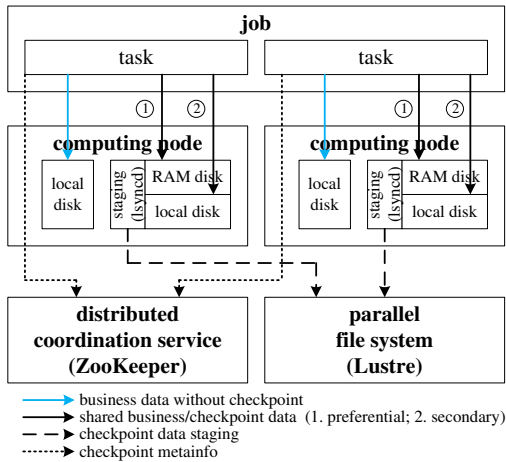 job
task
task
① ② ① ②
computing node
computing node
local
disk
staging
(lsyncd)
RAM disk
local disk
local
disk
staging
(lsyncd)
RAM disk
local disk
distributed
coordination service
(ZooKeeper)
parallel
file system
(Lustre)
business data without checkpoint
shared business/checkpoint data (1. preferential; 2. secondary)
checkpoint data staging
checkpoint metainfo